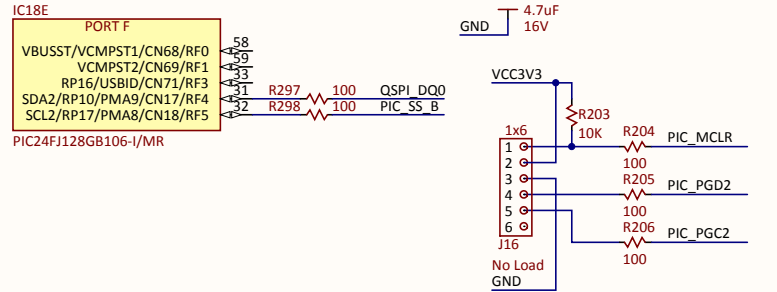 IC18E
PORT F
VBUSST/VCMPST1/CN68/RF0 58
VCMPST2/CN69/RF1 59
RP16/USBID/CN71/RF3 33
SDA2/RP10/PMA9/CN17/RF4 31 R297 100 QSPI_DQ0
SCL2/RP17/PMA8/CN18/RF5 32 R298 100 PIC_SS_B
PIC24FJ128GB106-I/MR
4.7uF
GND 16V
VCC3V3
R203
10K
1x6
1 R204 PIC_MCLR
2 100
3 R205 PIC_PGD2
4
5 100
6 R206 PIC_PGC2
J16 100
No Load
GND